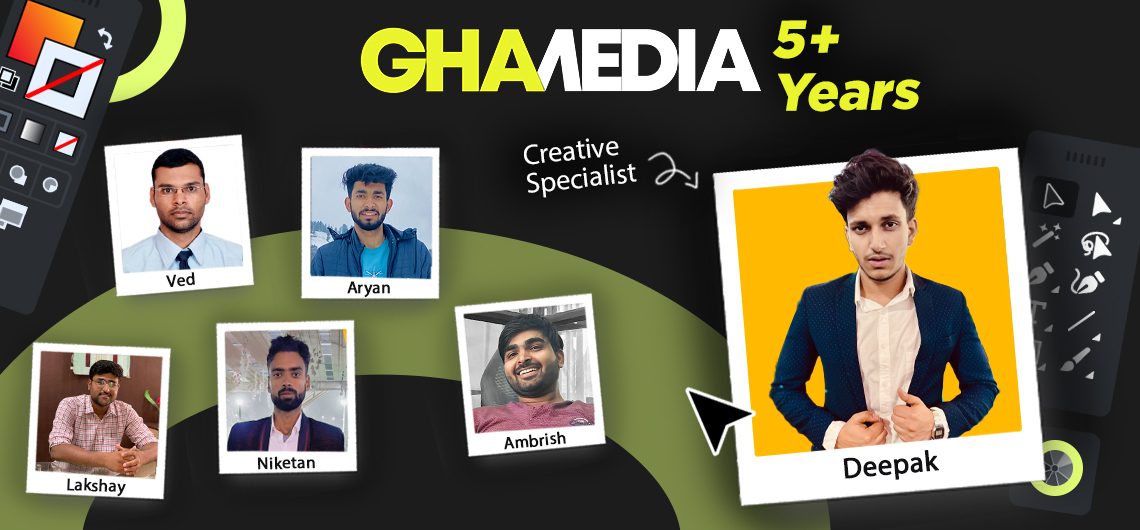 GHAMEDIA
5+
Years
Creative
Specialist
Ved
Aryan
Lakshay
Niketan
Ambrish
Deepak